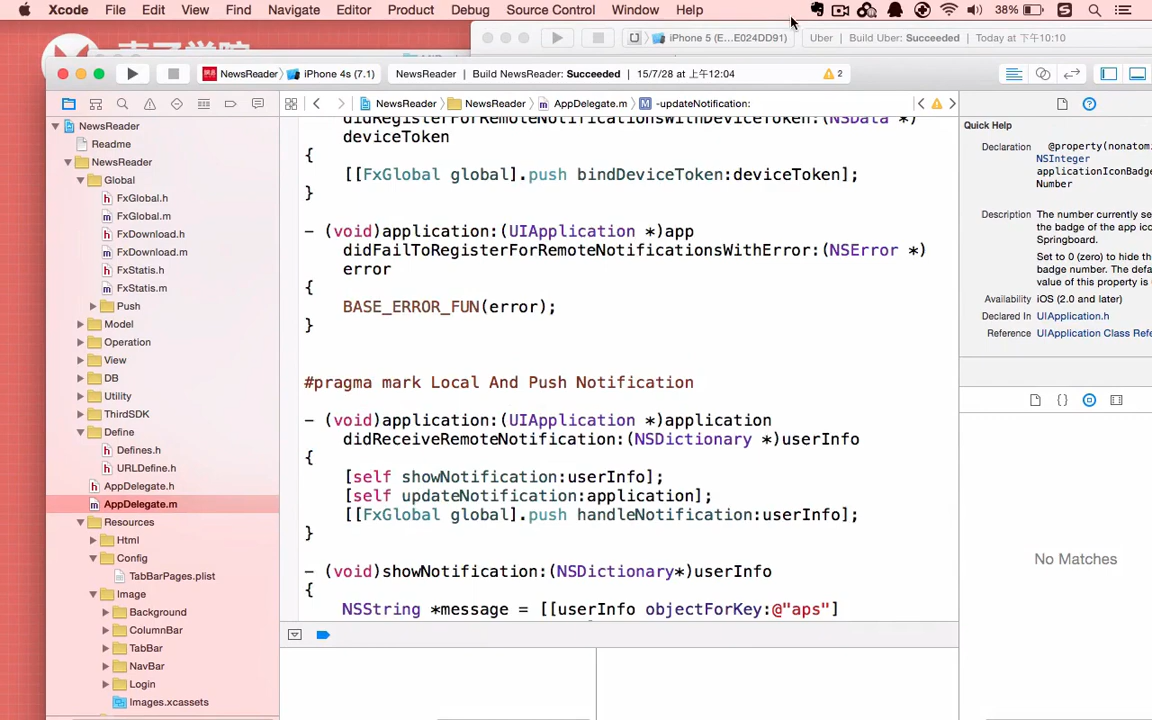 Xcode File Edit View Find Navigate Editor Product Debug Source Control Window Help 38%
iPhone 5 (E...E024DD91) Uber | Build Uber: Succeeded | Today at 下午10:10
NewsReader iPhone 4s (7.1) NewsReader | Build NewsReader: Succeeded | 15/7/28 at 上午12:04 2
NewsReader NewsReader AppDelegate.m M -updateNotification:
NewsReader
Readme
NewsReader
Global
FxGlobal.h
FxGlobal.m
FxDownload.h
FxDownload.m
FxStatis.h
FxStatis.m
Push
Model
Operation
View
DB
Utility
ThirdSDK
Define
Defines.h
URLDefine.h
AppDelegate.h
AppDelegate.m
Resources
Html
Config
TabBarPages.plist
Image
Background
ColumnBar
TabBar
NavBar
Login
Images.xcassets
didRegisterForRemoteNotificationsWithDeviceToken:(NSData *)
deviceToken
{
[[FxGlobal global].push bindDeviceToken:deviceToken];
}
- (void)application:(UIApplication *)app
didFailToRegisterForRemoteNotificationsWithError:(NSError *)
error
{
BASE_ERROR_FUN(error);
}
#pragma mark Local And Push Notification
- (void)application:(UIApplication *)application
didReceiveRemoteNotification:(NSDictionary *)userInfo
{
[self showNotification:userInfo];
[self updateNotification:application];
[[FxGlobal global].push handleNotification:userInfo];
}
- (void)showNotification:(NSDictionary*)userInfo
{
NSString *message = [[userInfo objectForKey:@"aps"]
Quick Help
Declaration @property(nonatomi
NSInteger
applicationIconBadge
Number
Description The number currently se
the badge of the app ico
Springboard.
Set to 0 (zero) to hide th
badge number. The defa
value of this property is
Availability iOS (2.0 and later)
Declared In UIApplication.h
Reference UIApplication Class Refe
No Matches